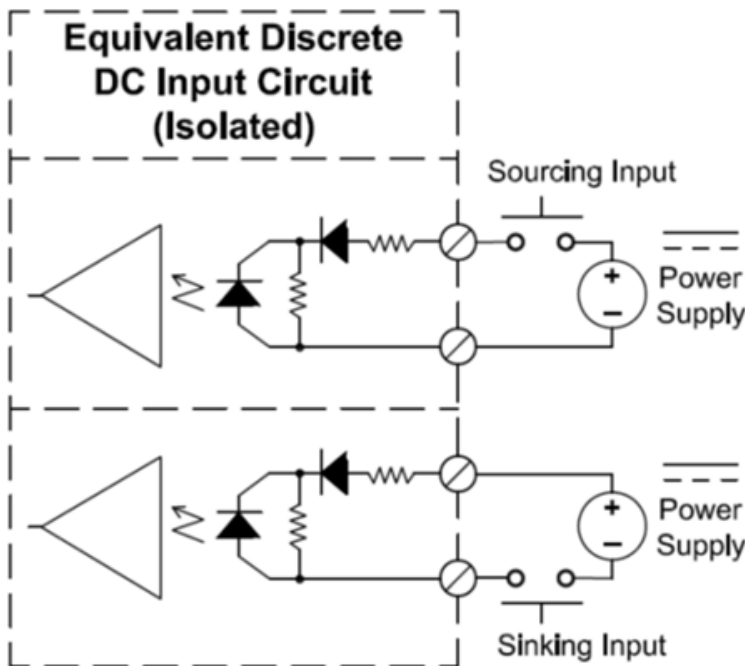 Equivalent Discrete
DC Input Circuit
(Isolated)
Sourcing Input
+
−
Power
Supply
+
−
Power
Supply
Sinking Input